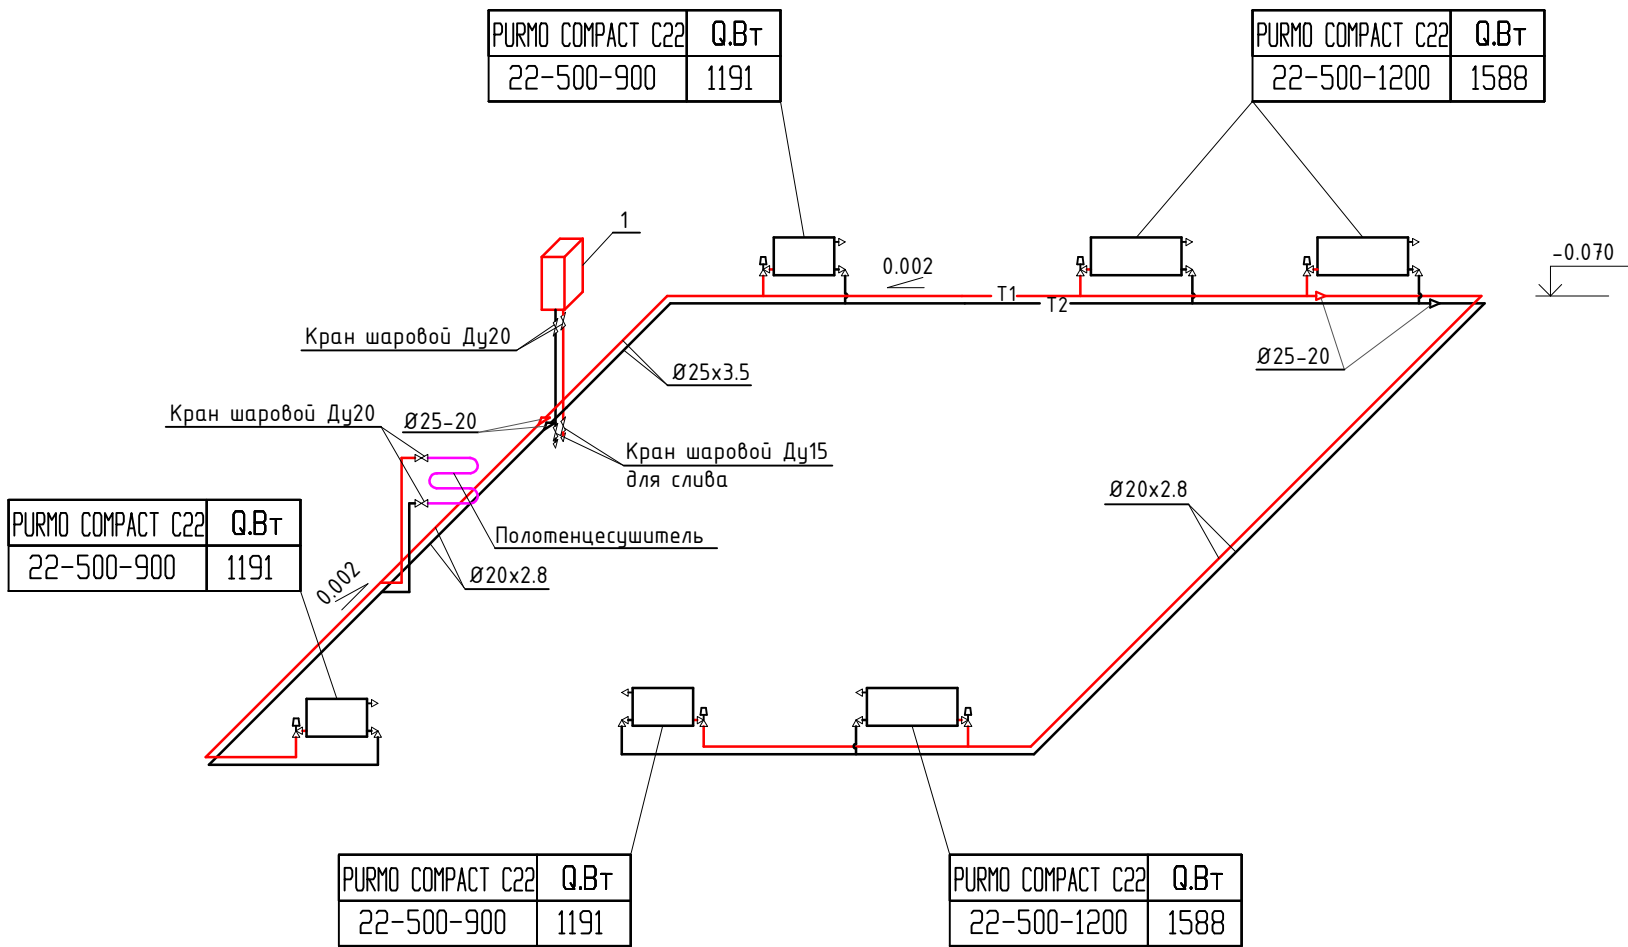 PURMO COMPACT C22 Q.Вт
22-500-900 1191
PURMO COMPACT C22 Q.Вт
22-500-1200 1588
1
-0.070
0.002
T1
T2
Кран шаровой Ду20
Ø25-20
Ø25x3.5
Кран шаровой Ду20
Ø25-20
Кран шаровой Ду15
для слива
Ø20x2.8
PURMO COMPACT C22 Q.Вт
22-500-900 1191
Полотенцесушитель
0.002
Ø20x2.8
PURMO COMPACT C22 Q.Вт
22-500-900 1191
PURMO COMPACT C22 Q.Вт
22-500-1200 1588